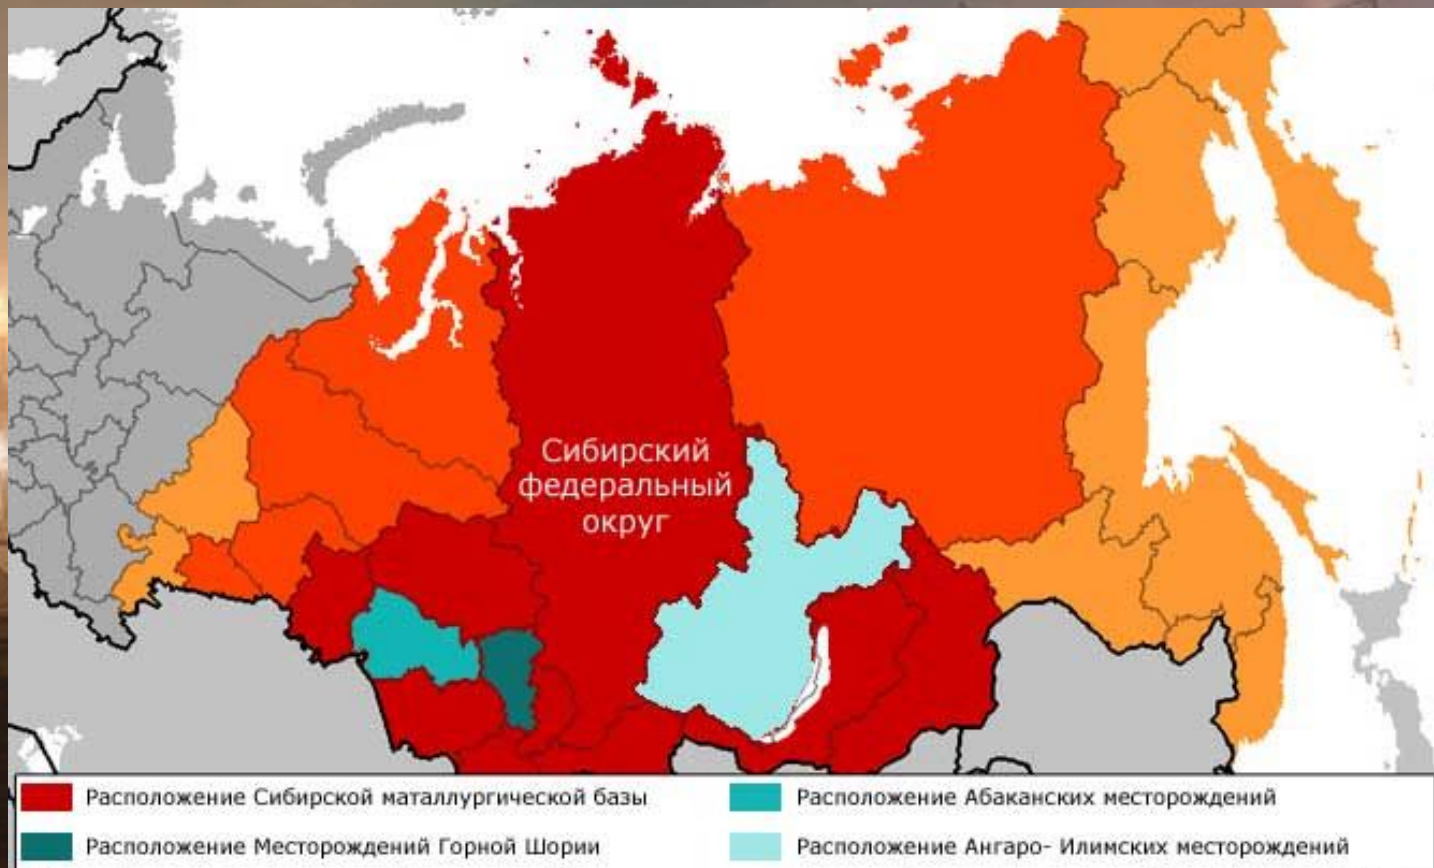 Сибирский
федеральный
округ
Расположение Сибирской маталлургической базы
Расположение Абаканских месторождений
Расположение Месторождений Горной Шории
Расположение Ангаро- Илимских месторождений